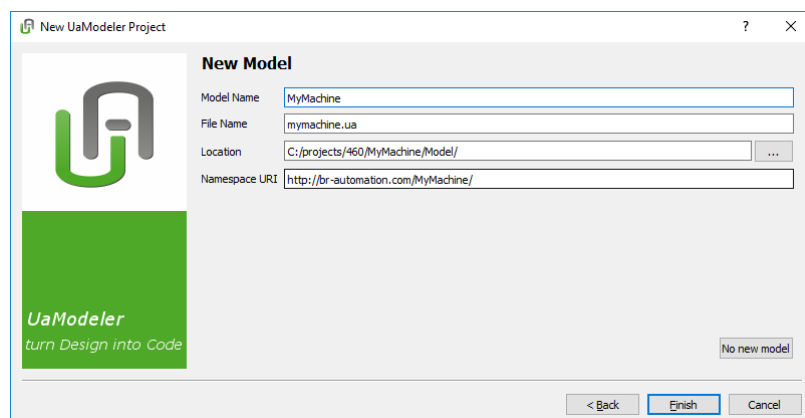 New UaModeler Project
?
New Model
Model Name MyMachine
File Name mymachine.ua
Location C:/projects/460/MyMachine/Model/ ...
Namespace URI http://br-automation.com/MyMachine/
UaModeler
turn Design into Code
No new model
< Back Finish Cancel